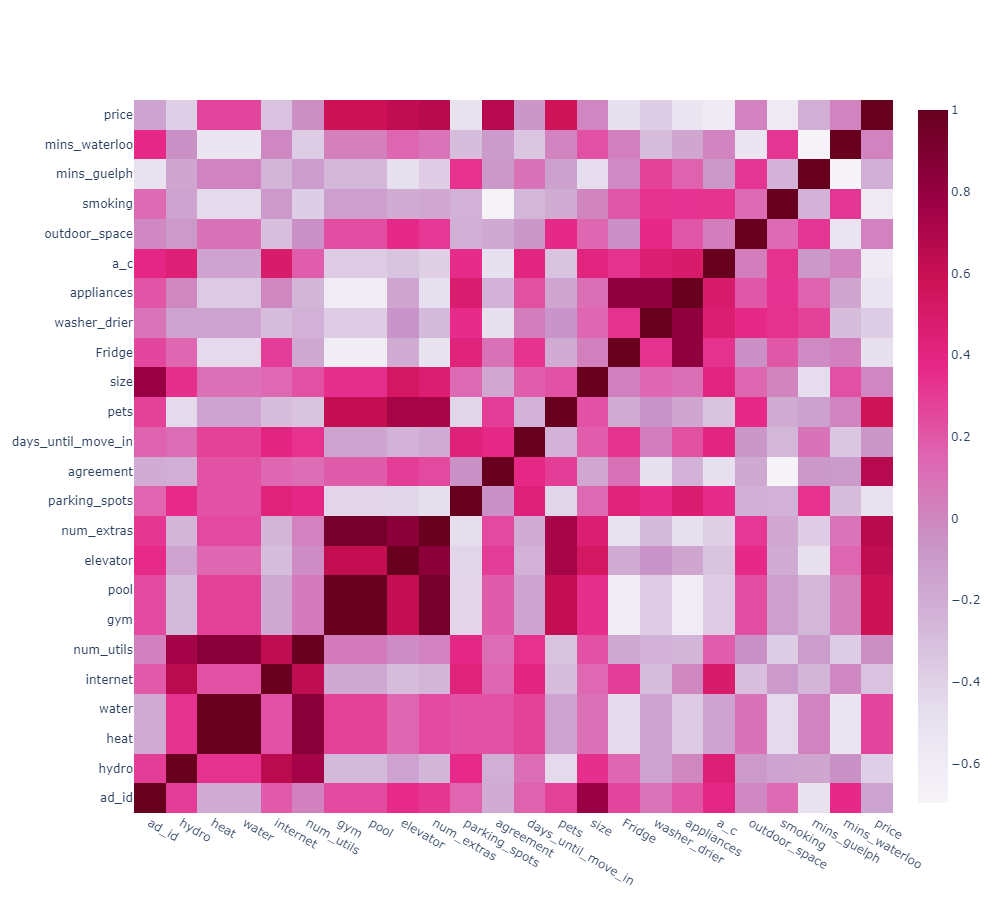 price
mins_waterloo
mins_guelph
smoking
outdoor_space
a_c
appliances
washer_drier
Fridge
size
pets
days_until_move_in
agreement
parking_spots
num_extras
elevator
pool
gym
num_utils
internet
water
heat
hydro
ad_id
ad_id
hydro
heat
water
internet
num_utils
gym
pool
elevator
num_extras
parking_spots
agreement
days_until_move_in
pets
size
Fridge
washer_drier
appliances
a_c
outdoor_space
smoking
mins_guelph
mins_waterloo
price
1
0.8
0.6
0.4
0.2
0
−0.2
−0.4
−0.6